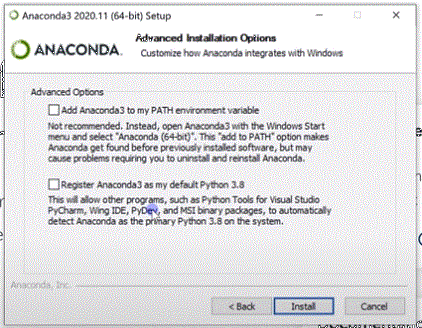 Anaconda3 2020.11 (64-bit) Setup
ANACONDA.
Advanced Installation Options
Customize how Anaconda integrates with Windows
Advanced Options
Add Anaconda3 to my PATH environment variable
Not recommended. Instead, open Anaconda3 with the Windows Start
menu and select "Anaconda (64-bit)". This "add to PATH" option makes
Anaconda get found before previously installed software, but may
cause problems requiring you to uninstall and reinstall Anaconda.
Register Anaconda3 as my default Python 3.8
This will allow other programs, such as Python Tools for Visual Studio
PyCharm, Wing IDE, PyDev, and MSI binary packages, to automatically
detect Anaconda as the primary Python 3.8 on the system.
Anaconda, Inc.
< Back
Install
Cancel